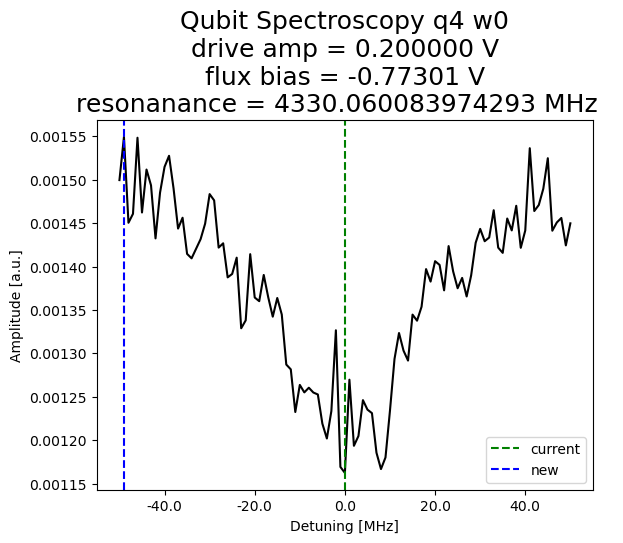 Qubit Spectroscopy q4 w0
drive amp = 0.200000 V
flux bias = -0.77301 V
resonanance = 4330.060083974293 MHz
0.00155
0.00150
0.00145
0.00140
0.00135
0.00130
0.00125
0.00120
0.00115
Amplitude [a.u.]
current
new
-40.0 -20.0 0.0 20.0 40.0
Detuning [MHz]